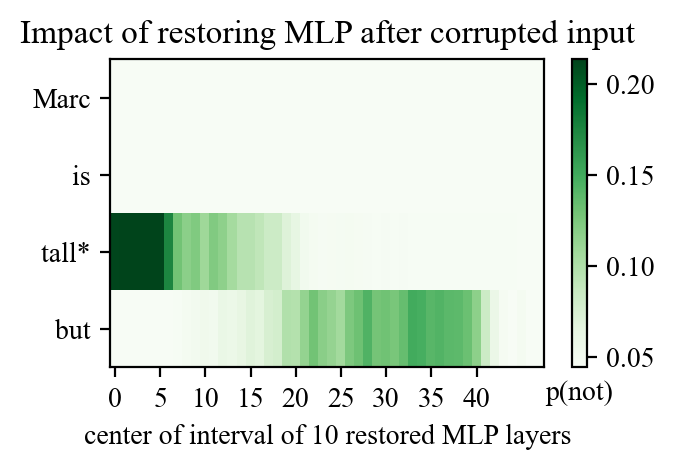 Impact of restoring MLP after corrupted input
Marc
is
tall*
but
0 5 10 15 20 25 30 35 40
center of interval of 10 restored MLP layers
0.20
0.15
0.10
0.05
p(not)